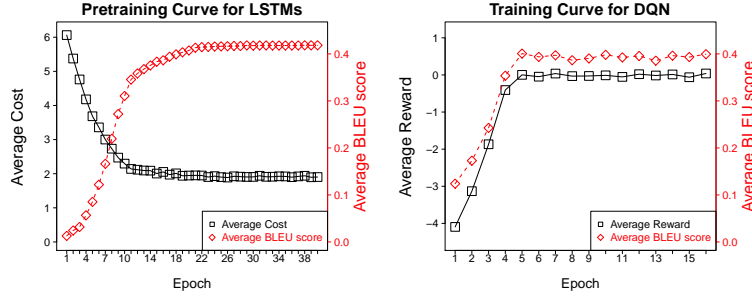 Pretraining Curve for LSTMs
Average Cost
6
5
4
3
2
1
0
0.4
0.3
0.2
0.1
0.0
Average BLEU score
Average Cost
Average BLEU score
1 4 7 10 14 18 22 26 30 34 38
Epoch
Training Curve for DQN
Average Reward
0
−1
−2
−3
−4
0.4
0.3
0.2
0.1
0.0
Average BLEU score
Average Reward
Average BLEU score
1 2 3 4 5 6 7 8 9 11 13 15
Epoch